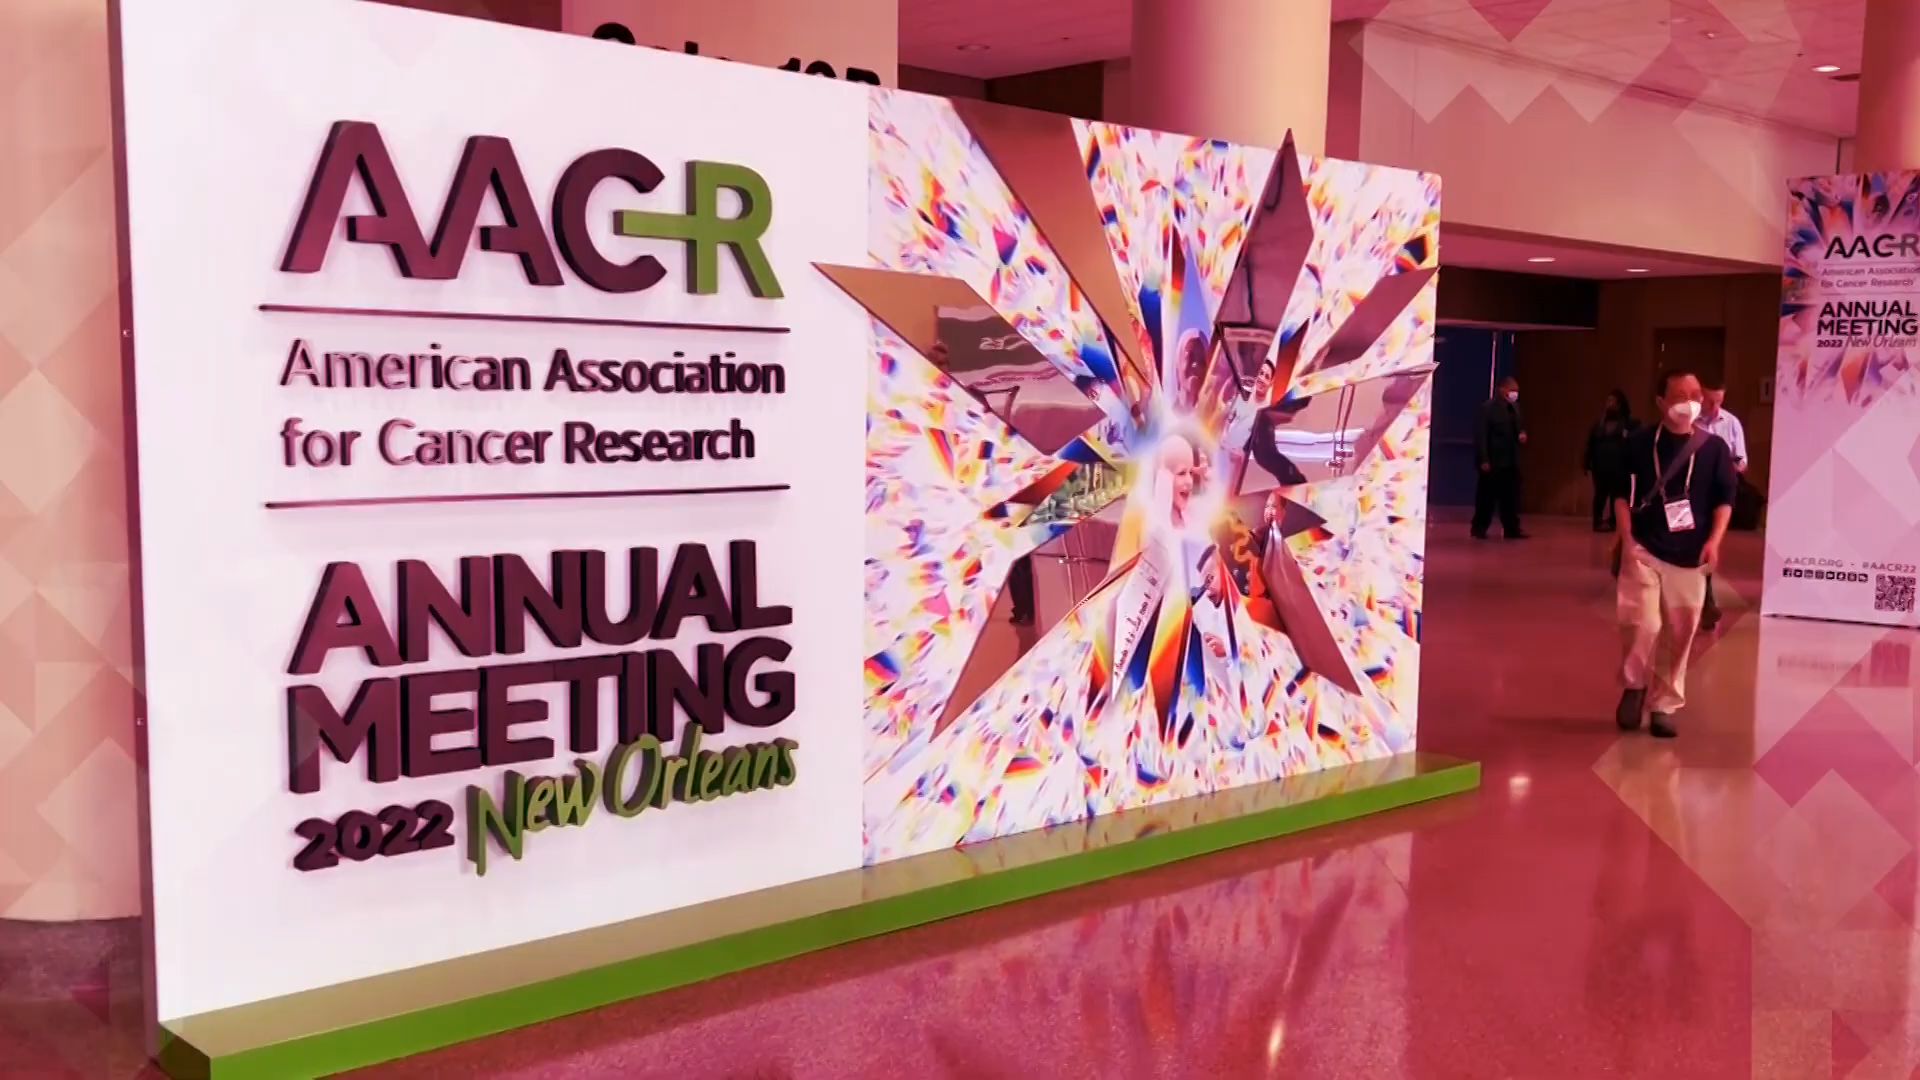 AACR
American Association
for Cancer Research
ANNUAL
MEETING
2022 New Orleans
AACR
American Association
for Cancer Research
ANNUAL
MEETING
2022 New Orleans
AACR.ORG • #AACR22